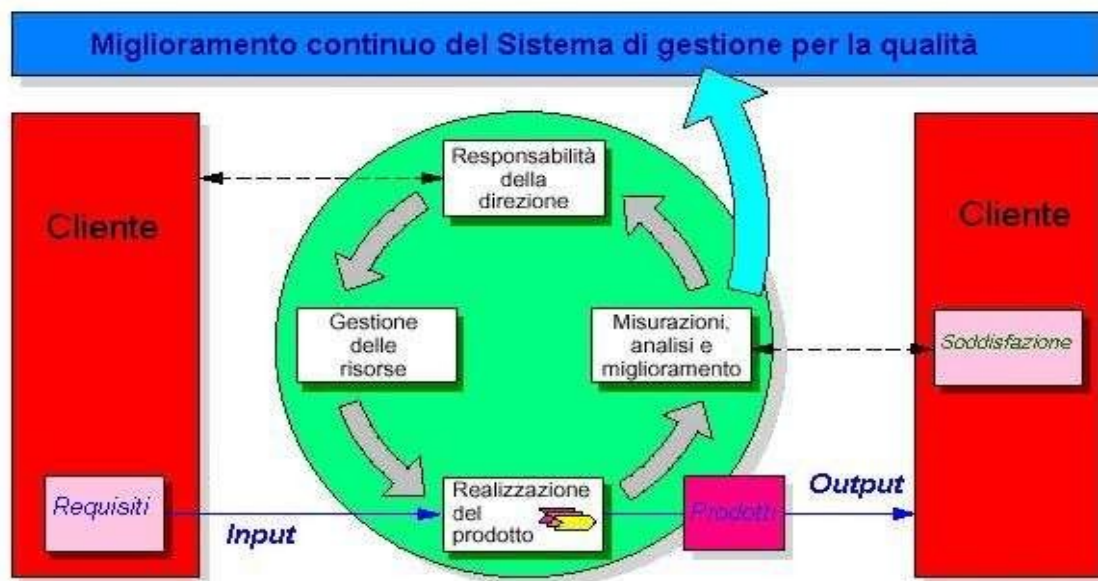 Miglioramento continuo del Sistema di gestione per la qualità
Cliente
Responsabilità
della
direzione
Cliente
Gestione
delle
risorse
Misurazioni,
analisi e
miglioramento
Soddisfazione
Requisiti
Input
Realizzazione
del
prodotto
Prodotti
Output